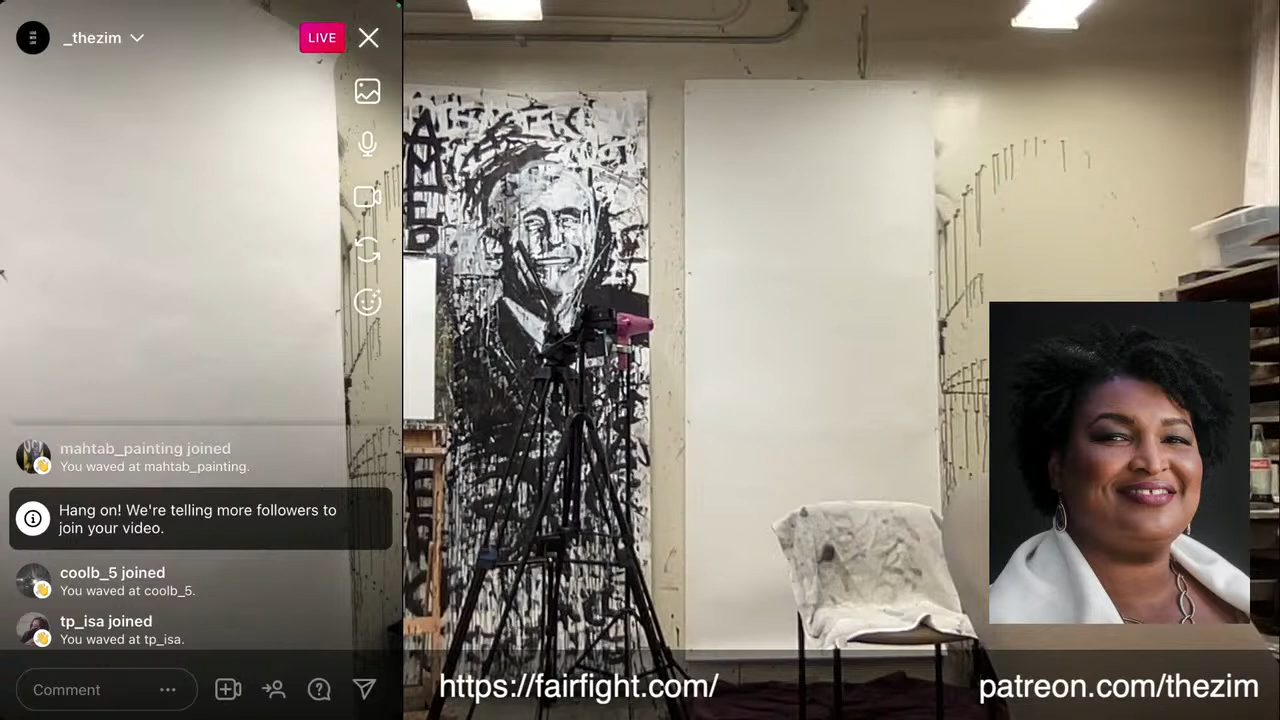 _thezim
LIVE
mahtab_painting joined
You waved at mahtab_painting.
Hang on! We're telling more followers to
join your video.
coolb_5 joined
You waved at coolb_5.
tp_isa joined
You waved at tp_isa.
Comment
https://fairfight.com/
patreon.com/thezim